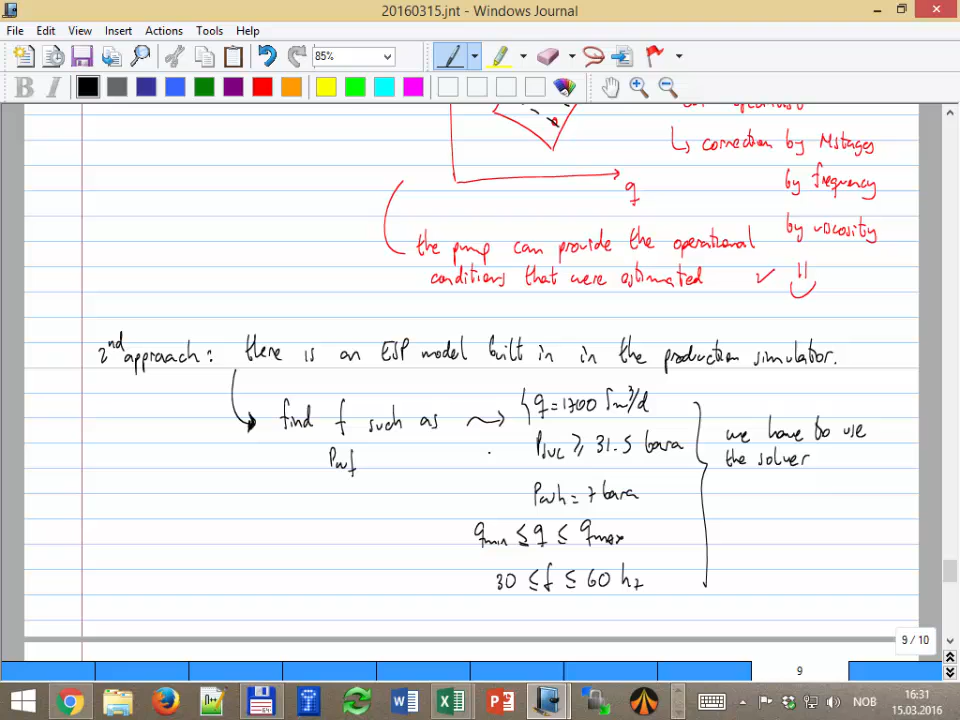 20160315.jnt - Windows Journal
File Edit View Insert Actions Tools Help
85%
B I
q
↳ correction by Nstages
by frequency
by viscosity
the pump can provide the operational
conditions that were estimated ✓
2nd approach: there is an ESP model built in in the production simulator.
find f such as
Pwf
q = 1700 Sm³/d
Psuc ≥ 31.5 bara
Pwh = 7 bara
qmin ≤ q ≤ qmax
30 ≤ f ≤ 60 hz
we have to use
the solver
9 / 10
9
NOB
16:31
15.03.2016